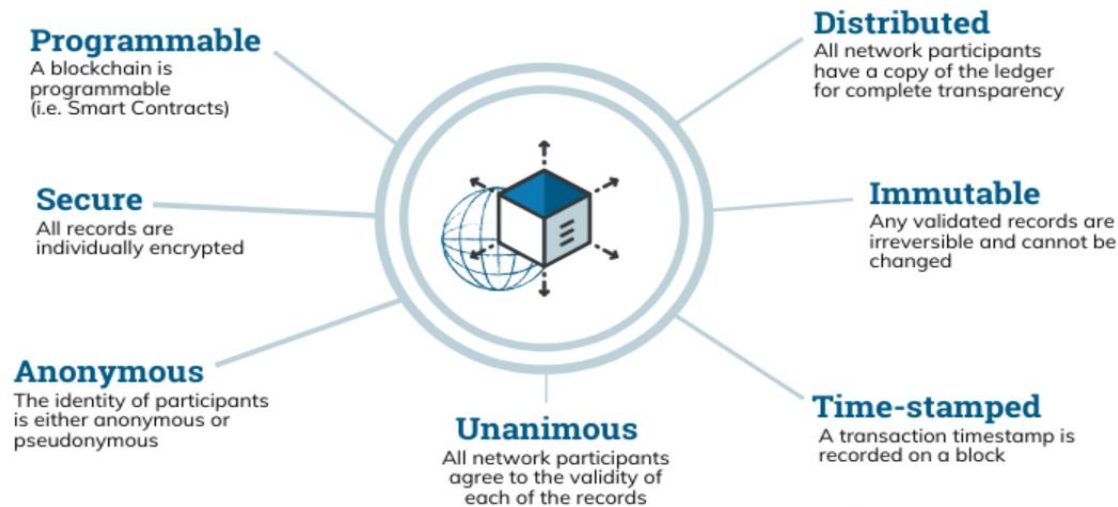 Programmable
A blockchain is
programmable
(i.e. Smart Contracts)
Secure
All records are
individually encrypted
Anonymous
The identity of participants
is either anonymous or
pseudonymous
Unanimous
All network participants
agree to the validity of
each of the records
Distributed
All network participants
have a copy of the ledger
for complete transparency
Immutable
Any validated records are
irreversible and cannot be
changed
Time-stamped
A transaction timestamp is
recorded on a block